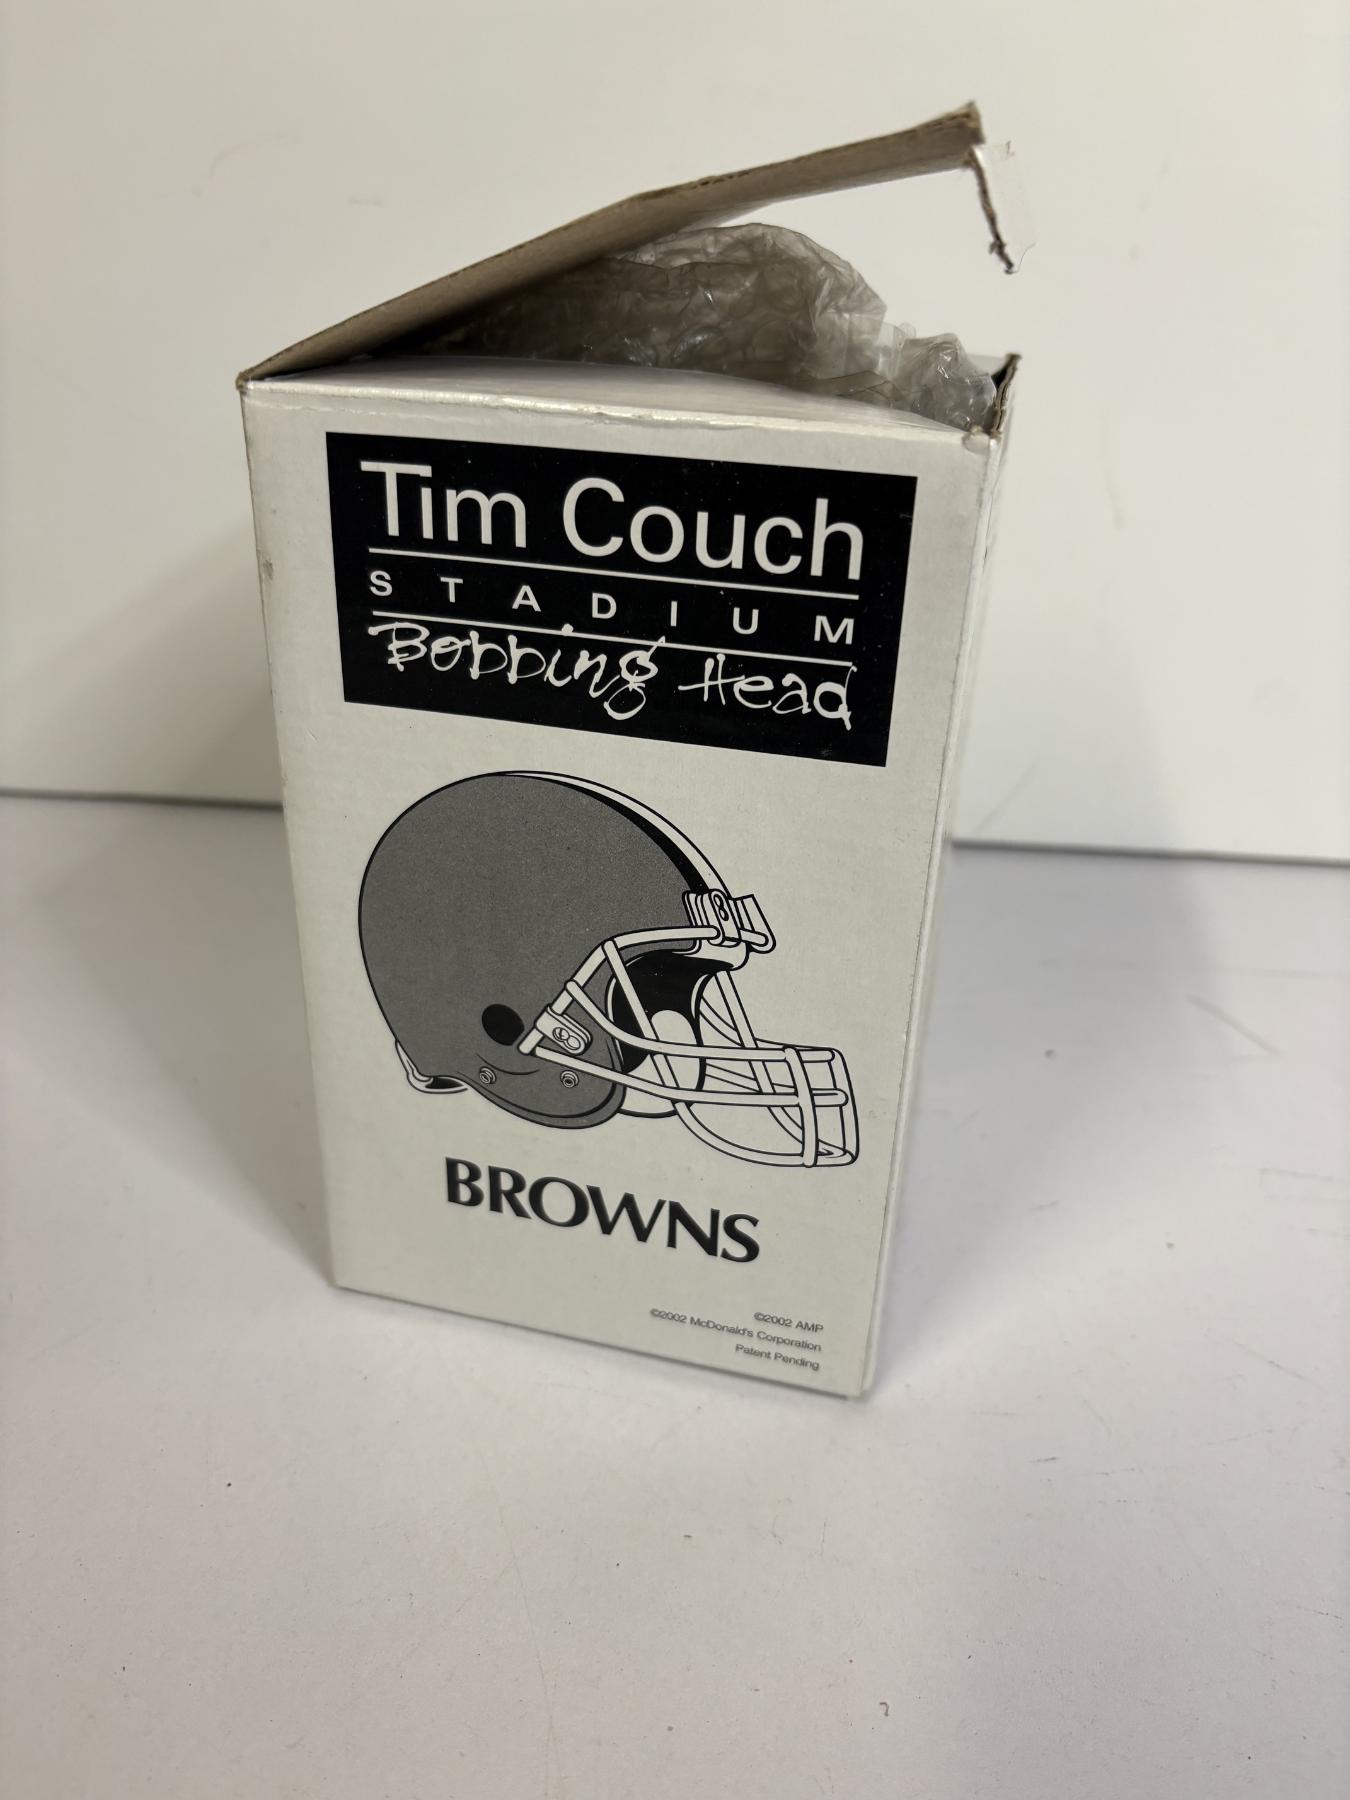 Tim Couch
STADIUM
Bobbing Head
BROWNS
©2002 AMP
©2002 McDonald's Corporation
Patent Pending